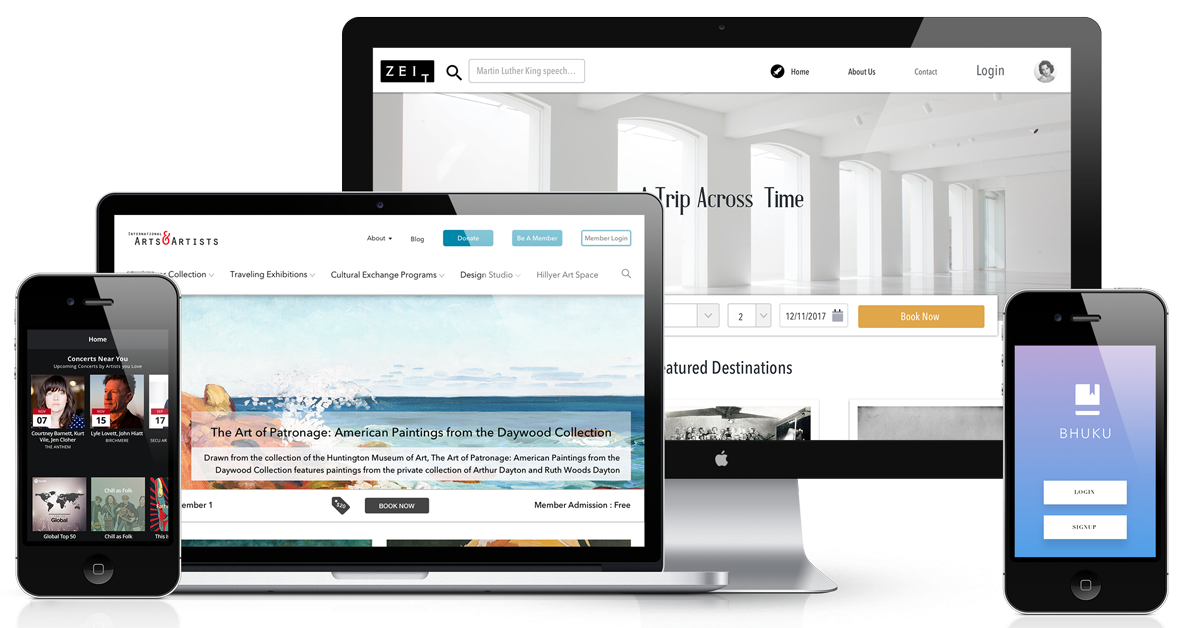 ZEIT
Martin Luther King speech...
Home
About Us
Contact
Login
A Trip Across Time
2
12/11/2017
Book Now
eatured Destinations
INTERNATIONAL
ARTS & ARTISTS
About
Blog
Donate
Be A Member
Member Login
Collection
Traveling Exhibitions
Cultural Exchange Programs
Design Studio
Hillyer Art Space
The Art of Patronage: American Paintings from the Daywood Collection
Drawn from the collection of the Huntington Museum of Art, The Art of Patronage: American Paintings from the
Daywood Collection features paintings from the private collection of Arthur Dayton and Ruth Woods Dayton
ember 1
$20
BOOK NOW
Member Admission : Free
Home
Concerts Near You
Upcoming Concerts by Artists you Love
NOV
07
NOV
15
SEP
17
Courtney Barnett, Kurt
Vile, Jen Cloher
THE ANTHEM
Lyle Lovett, John Hiatt
BIRCHMERE
SECU AR
Global
Chill as Folk
Global Top 50
Chill as Folk
This I
BHUKU
LOGIN
SIGNUP